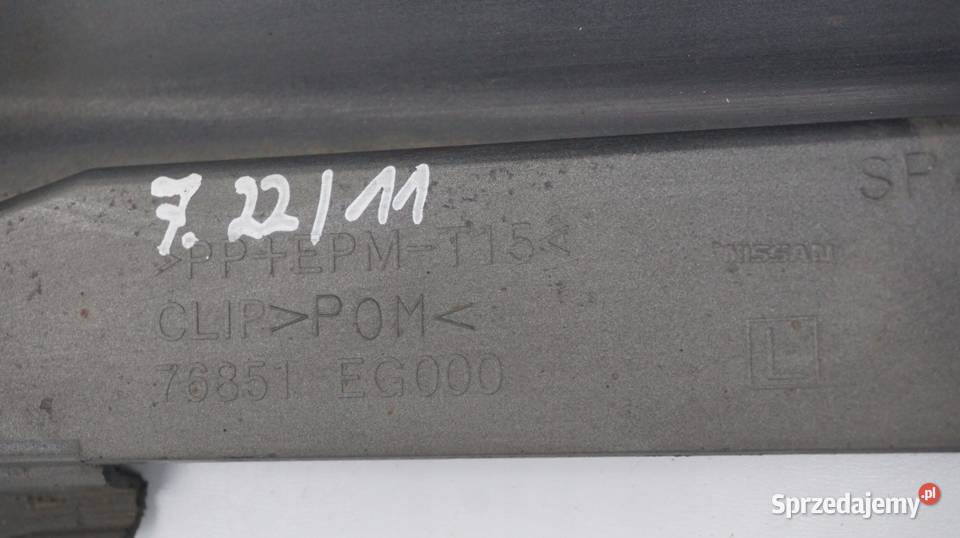 7.22/11
SP
>PP+EPM-T15<
NISSAN
CLIP>POM<
L
76851 EG000
Sprzedajemy.pl